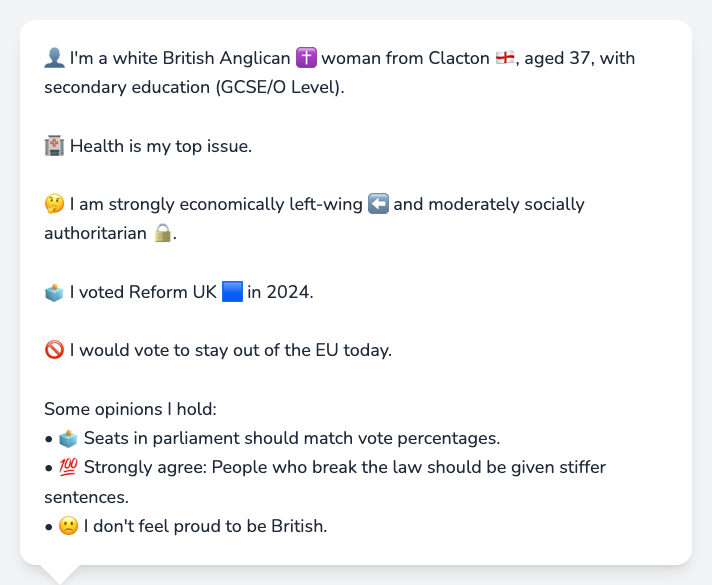 👤 I'm a white British Anglican ✝️ woman from Clacton 🏴󠁧󠁢󠁥󠁮󠁧󠁿, aged 37, with
secondary education (GCSE/O Level).
🏥 Health is my top issue.
🤔 I am strongly economically left-wing ⬅️ and moderately socially
authoritarian 🔒.
🗳️ I voted Reform UK 🟦 in 2024.
🚫 I would vote to stay out of the EU today.
Some opinions I hold:
• 🗳️ Seats in parliament should match vote percentages.
• 💯 Strongly agree: People who break the law should be given stiffer
sentences.
• 🙁 I don't feel proud to be British.